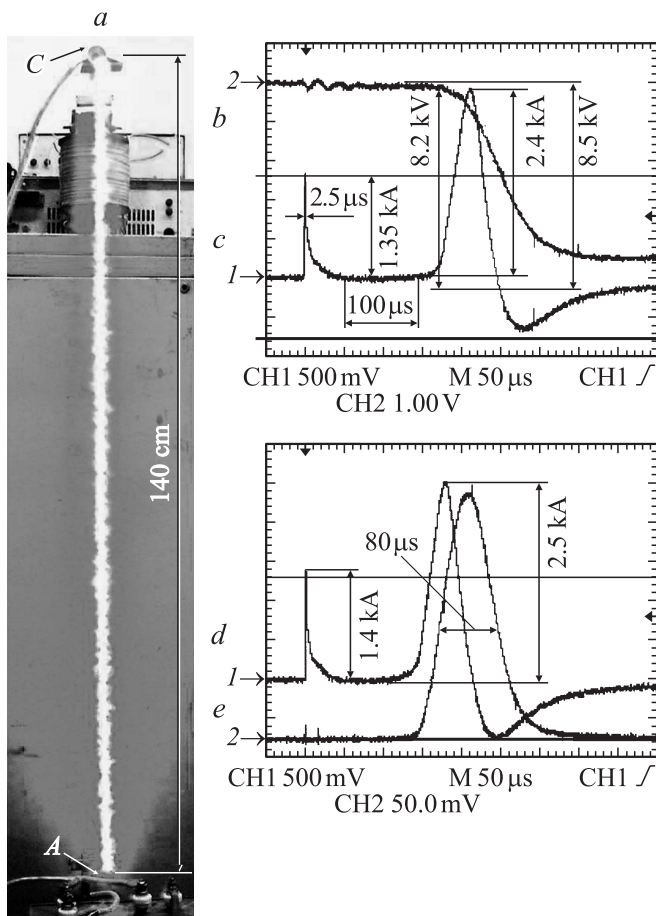 a
C
A
140 cm
2
b
c
1
2.5 µs
1.35 kA
100 µs
8.2 kV
2.4 kA
8.5 kV
CH1 500 mV M 50 µs CH1
CH2 1.00 V
d
1
e
2
1.4 kA
80 µs
2.5 kA
CH1 500 mV M 50 µs CH1
CH2 50.0 mV